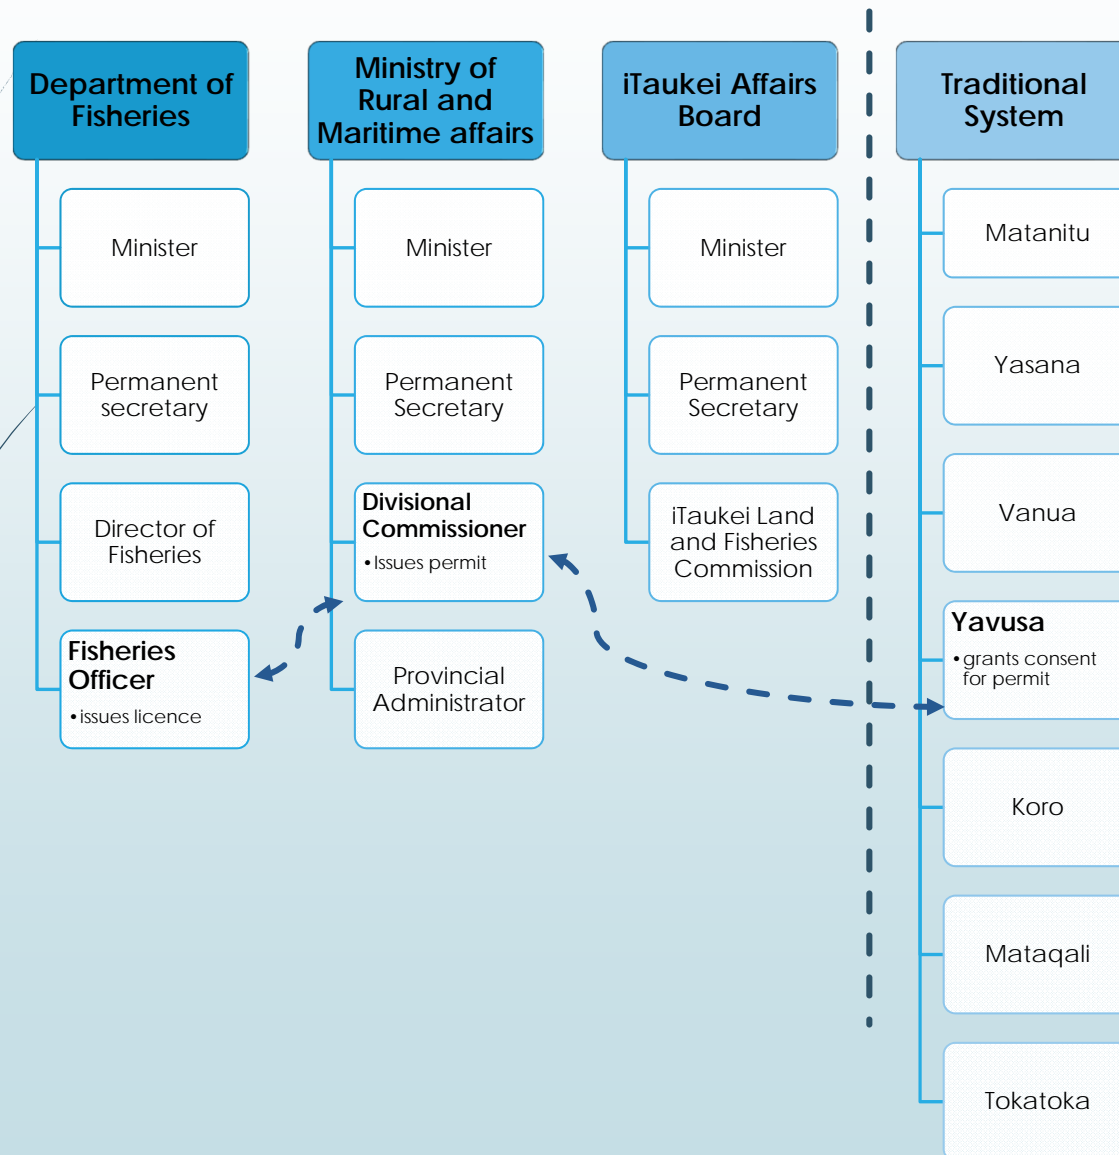 Department of
Fisheries
Minister
Permanent
secretary
Director of
Fisheries
Fisheries
Officer
•issues licence
Ministry of
Rural and
Maritime affairs
Minister
Permanent
Secretary
Divisional
Commissioner
•Issues permit
Provincial
Administrator
iTaukei Affairs
Board
Minister
Permanent
Secretary
iTaukei Land
and Fisheries
Commission
Traditional
System
Matanitu
Yasana
Vanua
Yavusa
•grants consent
for permit
Koro
Mataqali
Tokatoka